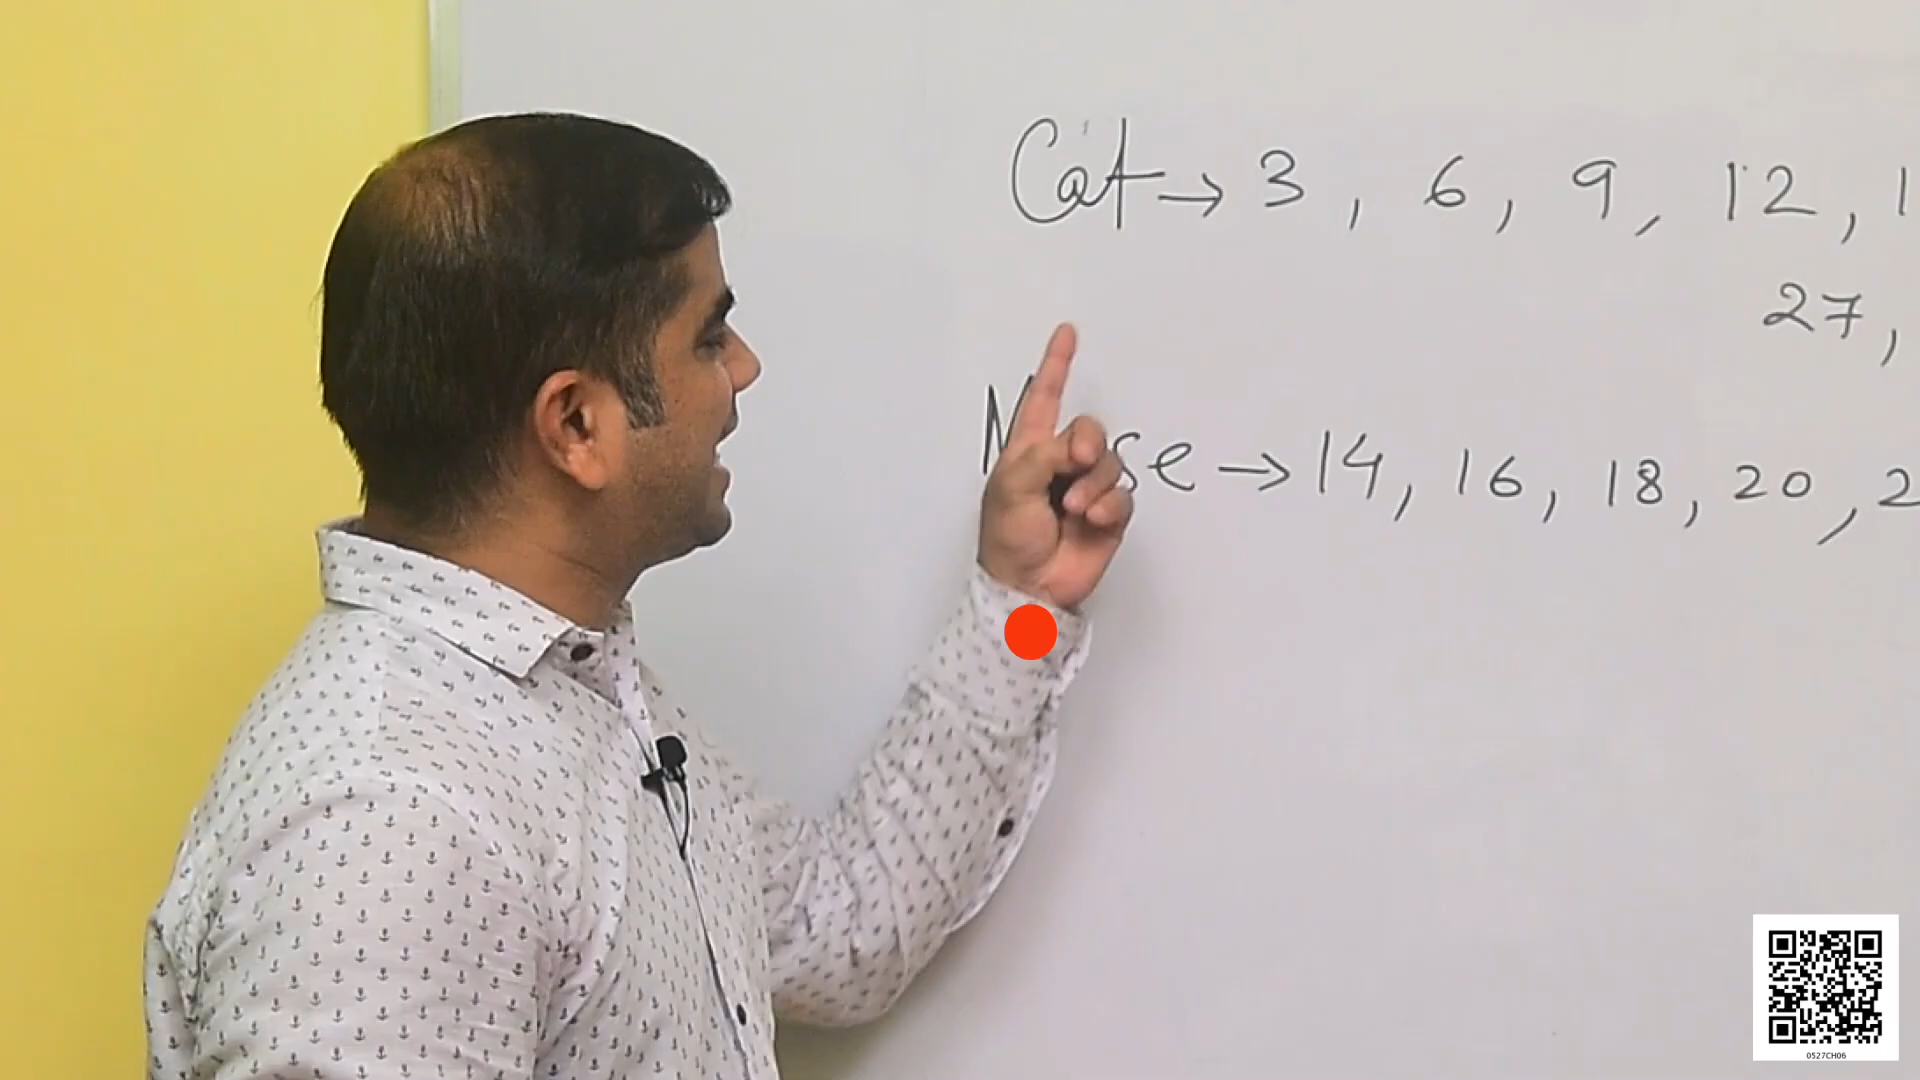 Cat → 3, 6, 9, 12, 1
27,
se → 14, 16, 18, 20, 2
0527CH06